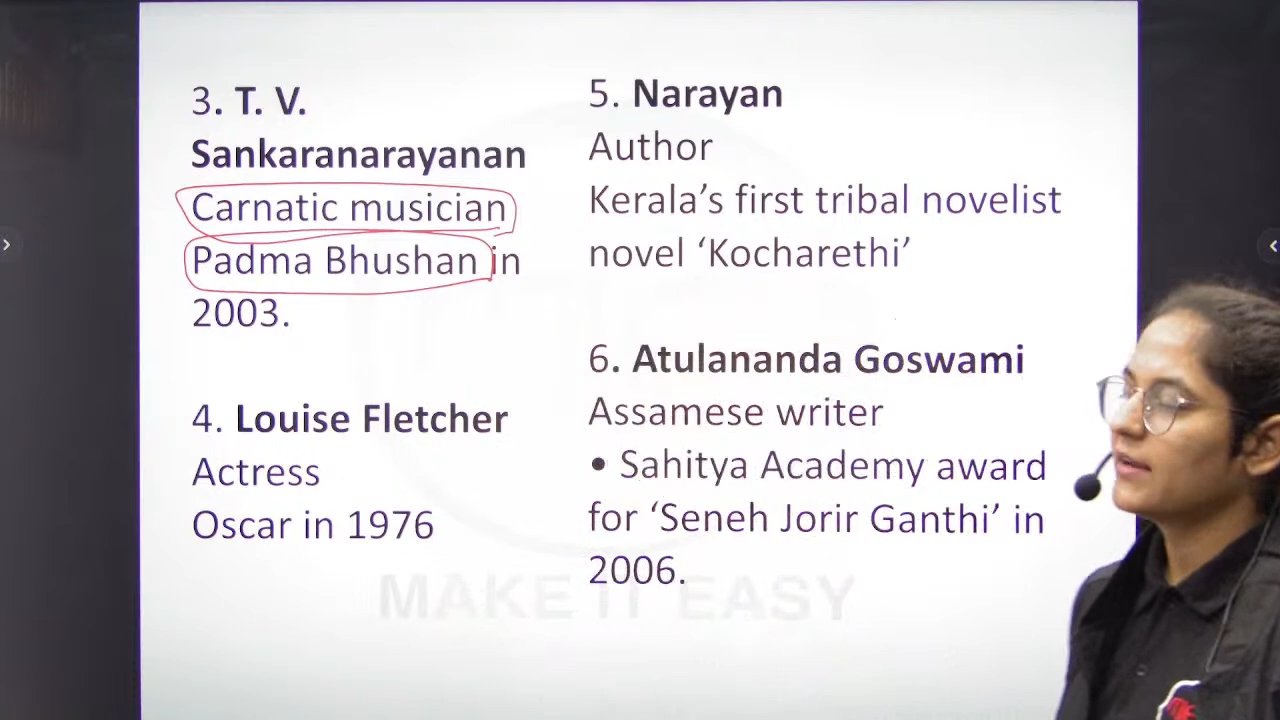 3. T. V.
Sankaranarayanan
Carnatic musician
Padma Bhushan in
2003.
4. Louise Fletcher
Actress
Oscar in 1976
5. Narayan
Author
Kerala’s first tribal novelist
novel ‘Kocharethi’
6. Atulananda Goswami
Assamese writer
• Sahitya Academy award
for ‘Seneh Jorir Ganthi’ in
2006.
MAKE IT EASY